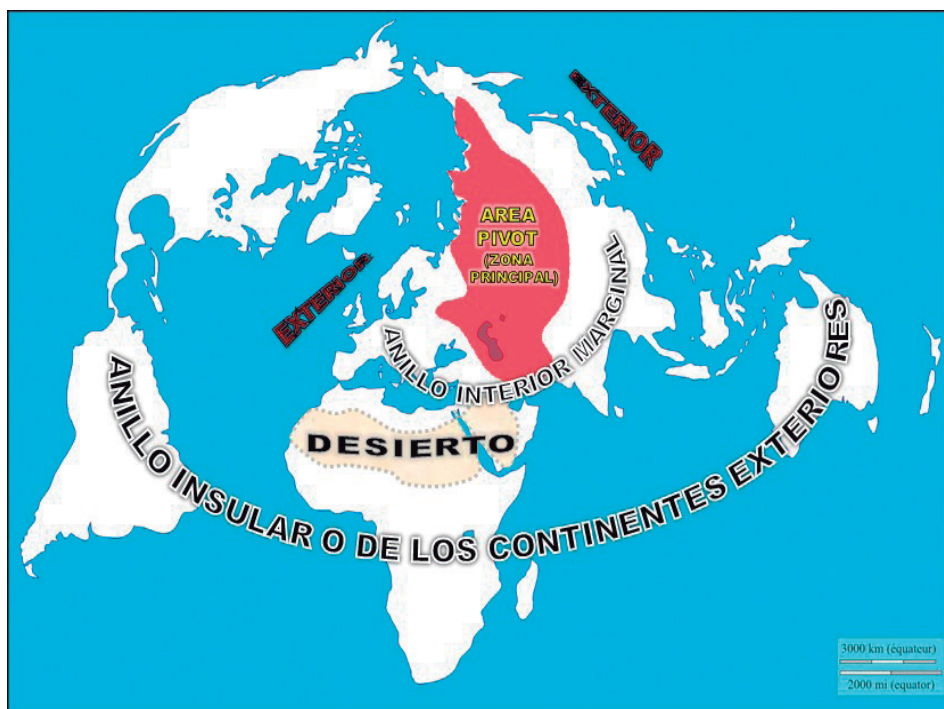 EXTERIOR
AREA
PIVOT
(ZONA
PRINCIPAL)
EXTERIOR
ANILLO INTERIOR MARGINAL
DESIERTO
ANILLO INSULAR O DE LOS CONTINENTES EXTERIORES
3000 km (équateur)
2000 mi (equator)